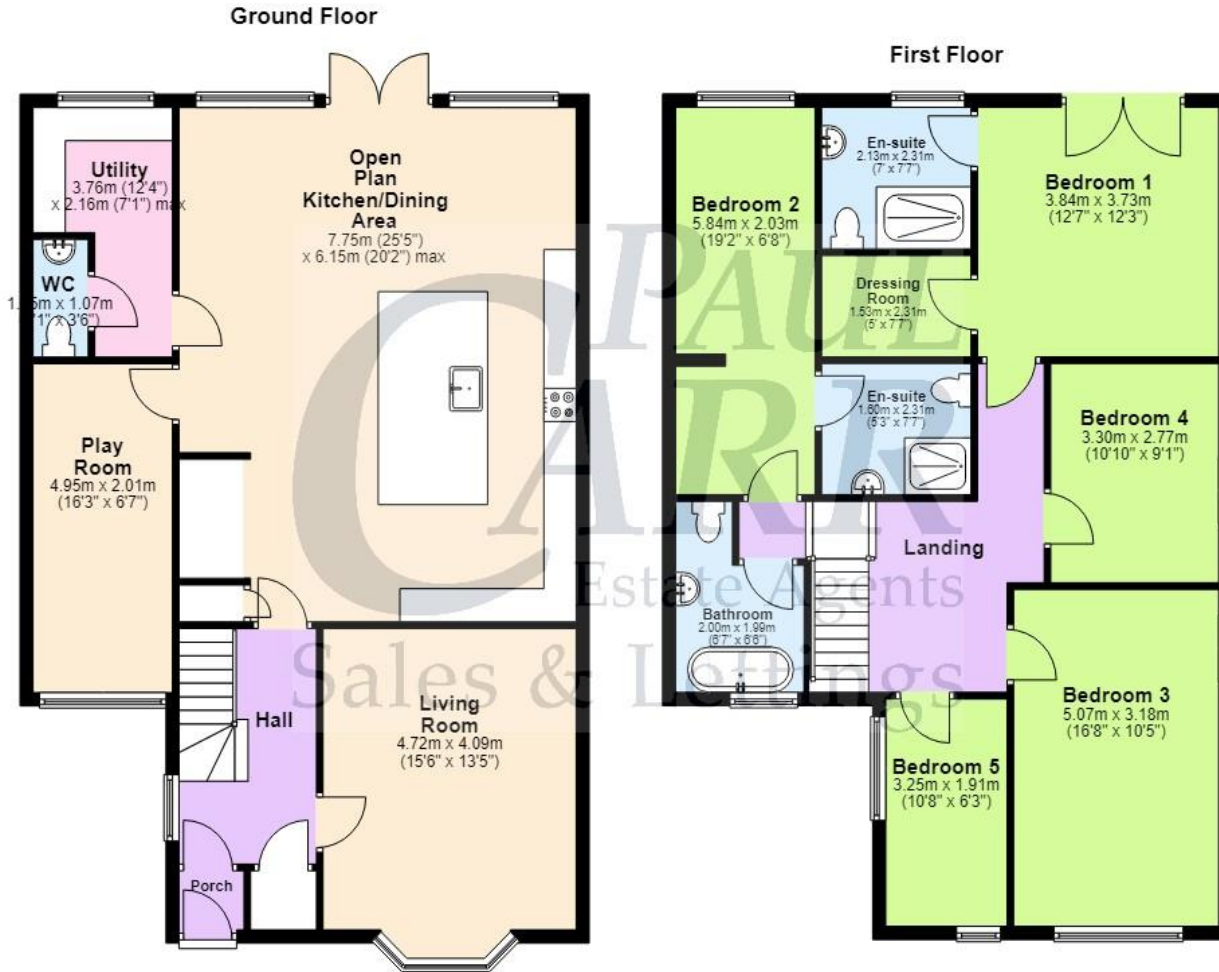 Ground Floor
Utility
3.76m (12'4")
x 2.16m (7'1") max
WC
x 1.07m
x 3'6")
Open
Plan
Kitchen/Dining
Area
7.75m (25'5")
x 6.15m (20'2") max
Play
Room
4.95m x 2.01m
(16'3" x 6'7")
Hall
Living
Room
4.72m x 4.09m
(15'6" x 13'5")
Porch
First Floor
Bedroom 2
5.84m x 2.03m
(19'2" x 6'8")
En-suite
2.13m x 2.31m
(7' x 7'7")
Bedroom 1
3.84m x 3.73m
(12'7" x 12'3")
Dressing
Room
1.53m x 2.31m
(5' x 7'7")
En-suite
1.60m x 2.31m
(5'3" x 7'7")
Bedroom 4
3.30m x 2.77m
(10'10" x 9'1")
Landing
Bathroom
2.00m x 1.99m
(6'7" x 6'6")
Bedroom 3
5.07m x 3.18m
(16'8" x 10'5")
Bedroom 5
3.25m x 1.91m
(10'8" x 6'3")
PAUL
CARR
Estate Agents
Sales & Lettings